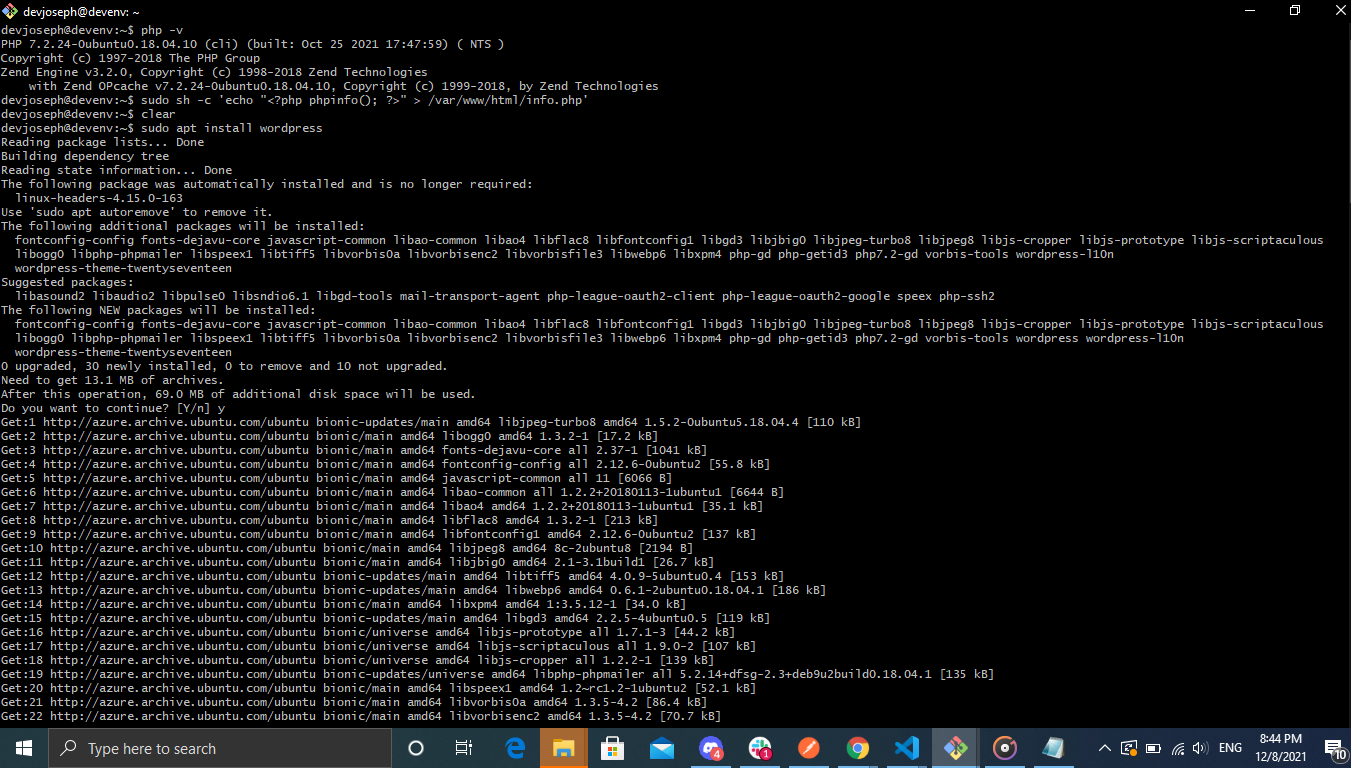 devjoseph@devenv: ~
devjoseph@devenv:~$ php -v
PHP 7.2.24-0ubuntu0.18.04.10 (cli) (built: Oct 25 2021 17:47:59) ( NTS )
Copyright (c) 1997-2018 The PHP Group
Zend Engine v3.2.0, Copyright (c) 1998-2018 Zend Technologies
    with Zend OPcache v7.2.24-0ubuntu0.18.04.10, Copyright (c) 1999-2018, by Zend Technologies
devjoseph@devenv:~$ sudo sh -c 'echo "<?php phpinfo(); ?>" > /var/www/html/info.php'
devjoseph@devenv:~$ clear
devjoseph@devenv:~$ sudo apt install wordpress
Reading package lists... Done
Building dependency tree
Reading state information... Done
The following package was automatically installed and is no longer required:
  linux-headers-4.15.0-163
Use 'sudo apt autoremove' to remove it.
The following additional packages will be installed:
  fontconfig-config fonts-dejavu-core javascript-common libao-common libao4 libflac8 libfontconfig1 libgd3 libjbig0 libjpeg-turbo8 libjpeg8 libjs-cropper libjs-prototype libjs-scriptaculous
  libogg0 libphp-phpmailer libspeex1 libtiff5 libvorbis0a libvorbisenc2 libvorbisfile3 libwebp6 libxpm4 php-gd php-getid3 php7.2-gd vorbis-tools wordpress-l10n
  wordpress-theme-twentyseventeen
Suggested packages:
  libasound2 libaudio2 libpulse0 libsndio6.1 libgd-tools mail-transport-agent php-league-oauth2-client php-league-oauth2-google speex php-ssh2
The following NEW packages will be installed:
  fontconfig-config fonts-dejavu-core javascript-common libao-common libao4 libflac8 libfontconfig1 libgd3 libjbig0 libjpeg-turbo8 libjpeg8 libjs-cropper libjs-prototype libjs-scriptaculous
  libogg0 libphp-phpmailer libspeex1 libtiff5 libvorbis0a libvorbisenc2 libvorbisfile3 libwebp6 libxpm4 php-gd php-getid3 php7.2-gd vorbis-tools wordpress wordpress-l10n
  wordpress-theme-twentyseventeen
0 upgraded, 30 newly installed, 0 to remove and 10 not upgraded.
Need to get 13.1 MB of archives.
After this operation, 69.0 MB of additional disk space will be used.
Do you want to continue? [Y/n] y
Get:1 http://azure.archive.ubuntu.com/ubuntu bionic-updates/main amd64 libjpeg-turbo8 amd64 1.5.2-0ubuntu5.18.04.4 [110 kB]
Get:2 http://azure.archive.ubuntu.com/ubuntu bionic/main amd64 libogg0 amd64 1.3.2-1 [17.2 kB]
Get:3 http://azure.archive.ubuntu.com/ubuntu bionic/main amd64 fonts-dejavu-core all 2.37-1 [1041 kB]
Get:4 http://azure.archive.ubuntu.com/ubuntu bionic/main amd64 fontconfig-config all 2.12.6-0ubuntu2 [55.8 kB]
Get:5 http://azure.archive.ubuntu.com/ubuntu bionic/main amd64 javascript-common all 11 [6066 B]
Get:6 http://azure.archive.ubuntu.com/ubuntu bionic/main amd64 libao-common all 1.2.2+20180113-1ubuntu1 [6644 B]
Get:7 http://azure.archive.ubuntu.com/ubuntu bionic/main amd64 libao4 amd64 1.2.2+20180113-1ubuntu1 [35.1 kB]
Get:8 http://azure.archive.ubuntu.com/ubuntu bionic/main amd64 libflac8 amd64 1.3.2-1 [213 kB]
Get:9 http://azure.archive.ubuntu.com/ubuntu bionic/main amd64 libfontconfig1 amd64 2.12.6-0ubuntu2 [137 kB]
Get:10 http://azure.archive.ubuntu.com/ubuntu bionic/main amd64 libjpeg8 amd64 8c-2ubuntu8 [2194 B]
Get:11 http://azure.archive.ubuntu.com/ubuntu bionic/main amd64 libjbig0 amd64 2.1-3.1build1 [26.7 kB]
Get:12 http://azure.archive.ubuntu.com/ubuntu bionic-updates/main amd64 libtiff5 amd64 4.0.9-5ubuntu0.4 [153 kB]
Get:13 http://azure.archive.ubuntu.com/ubuntu bionic-updates/main amd64 libwebp6 amd64 0.6.1-2ubuntu0.18.04.1 [186 kB]
Get:14 http://azure.archive.ubuntu.com/ubuntu bionic/main amd64 libxpm4 amd64 1:3.5.12-1 [34.0 kB]
Get:15 http://azure.archive.ubuntu.com/ubuntu bionic-updates/main amd64 libgd3 amd64 2.2.5-4ubuntu0.5 [119 kB]
Get:16 http://azure.archive.ubuntu.com/ubuntu bionic/universe amd64 libjs-prototype all 1.7.1-3 [44.2 kB]
Get:17 http://azure.archive.ubuntu.com/ubuntu bionic/universe amd64 libjs-scriptaculous all 1.9.0-2 [107 kB]
Get:18 http://azure.archive.ubuntu.com/ubuntu bionic/universe amd64 libjs-cropper all 1.2.2-1 [139 kB]
Get:19 http://azure.archive.ubuntu.com/ubuntu bionic-updates/universe amd64 libphp-phpmailer all 5.2.14+dfsg-2.3+deb9u2build0.18.04.1 [135 kB]
Get:20 http://azure.archive.ubuntu.com/ubuntu bionic/main amd64 libspeex1 amd64 1.2~rc1.2-1ubuntu2 [52.1 kB]
Get:21 http://azure.archive.ubuntu.com/ubuntu bionic/main amd64 libvorbis0a amd64 1.3.5-4.2 [86.4 kB]
Get:22 http://azure.archive.ubuntu.com/ubuntu bionic/main amd64 libvorbisenc2 amd64 1.3.5-4.2 [70.7 kB]
Type here to search
4
1
ENG
8:44 PM
12/8/2021
10